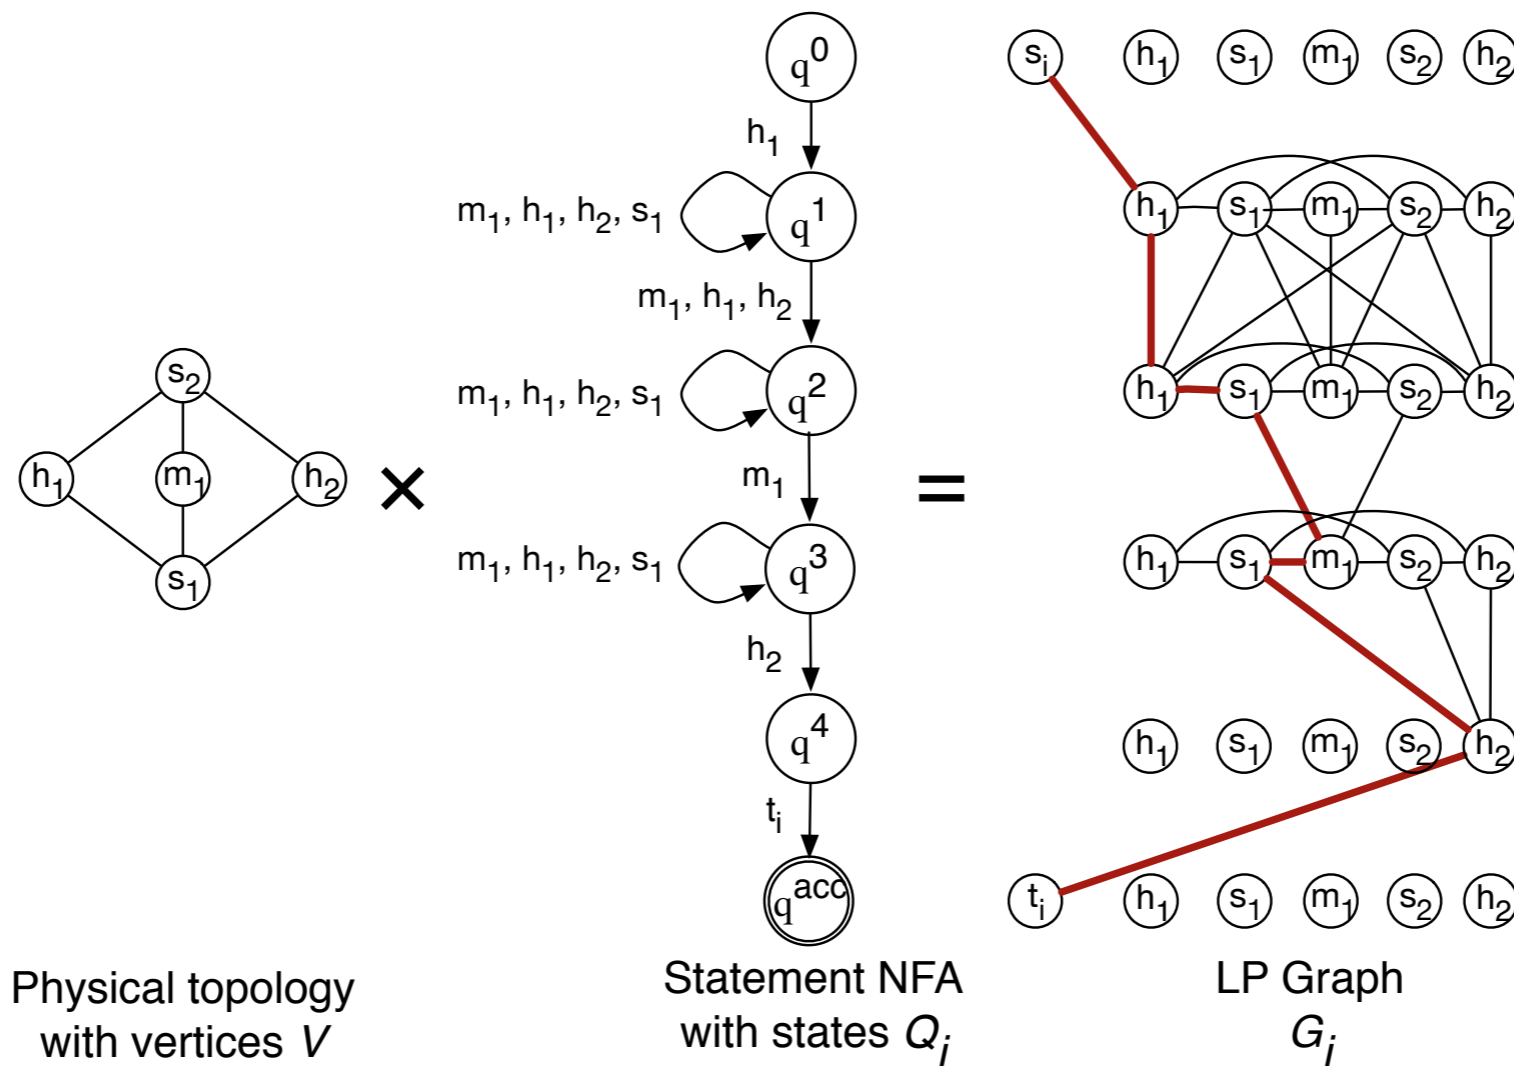 s2
h1 m1 h2
s1
Physical topology
with vertices V
×
q0
h1
m1, h1, h2, s1
q1
m1, h1, h2
m1, h1, h2, s1
q2
m1
m1, h1, h2, s1
q3
h2
q4
ti
qacc
Statement NFA
with states Qi
=
si h1 s1 m1 s2 h2
h1 s1 m1 s2 h2
h1 s1 m1 s2 h2
h1 s1 m1 s2 h2
h1 s1 m1 s2 h2
ti h1 s1 m1 s2 h2
LP Graph
Gi